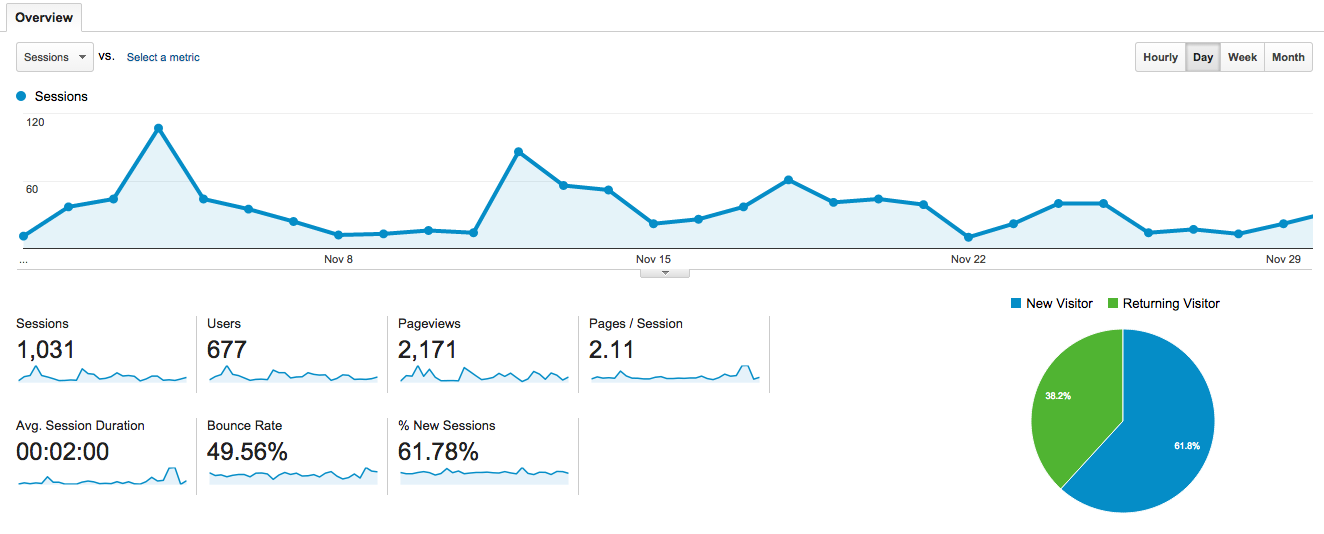 Overview
Sessions vs. Select a metric
Hourly Day Week Month
Sessions
120
60
... Nov 8 Nov 15 Nov 22 Nov 29
New Visitor Returning Visitor
Sessions Users Pageviews Pages / Session
1,031 677 2,171 2.11
38.2%
61.8%
Avg. Session Duration Bounce Rate % New Sessions
00:02:00 49.56% 61.78%